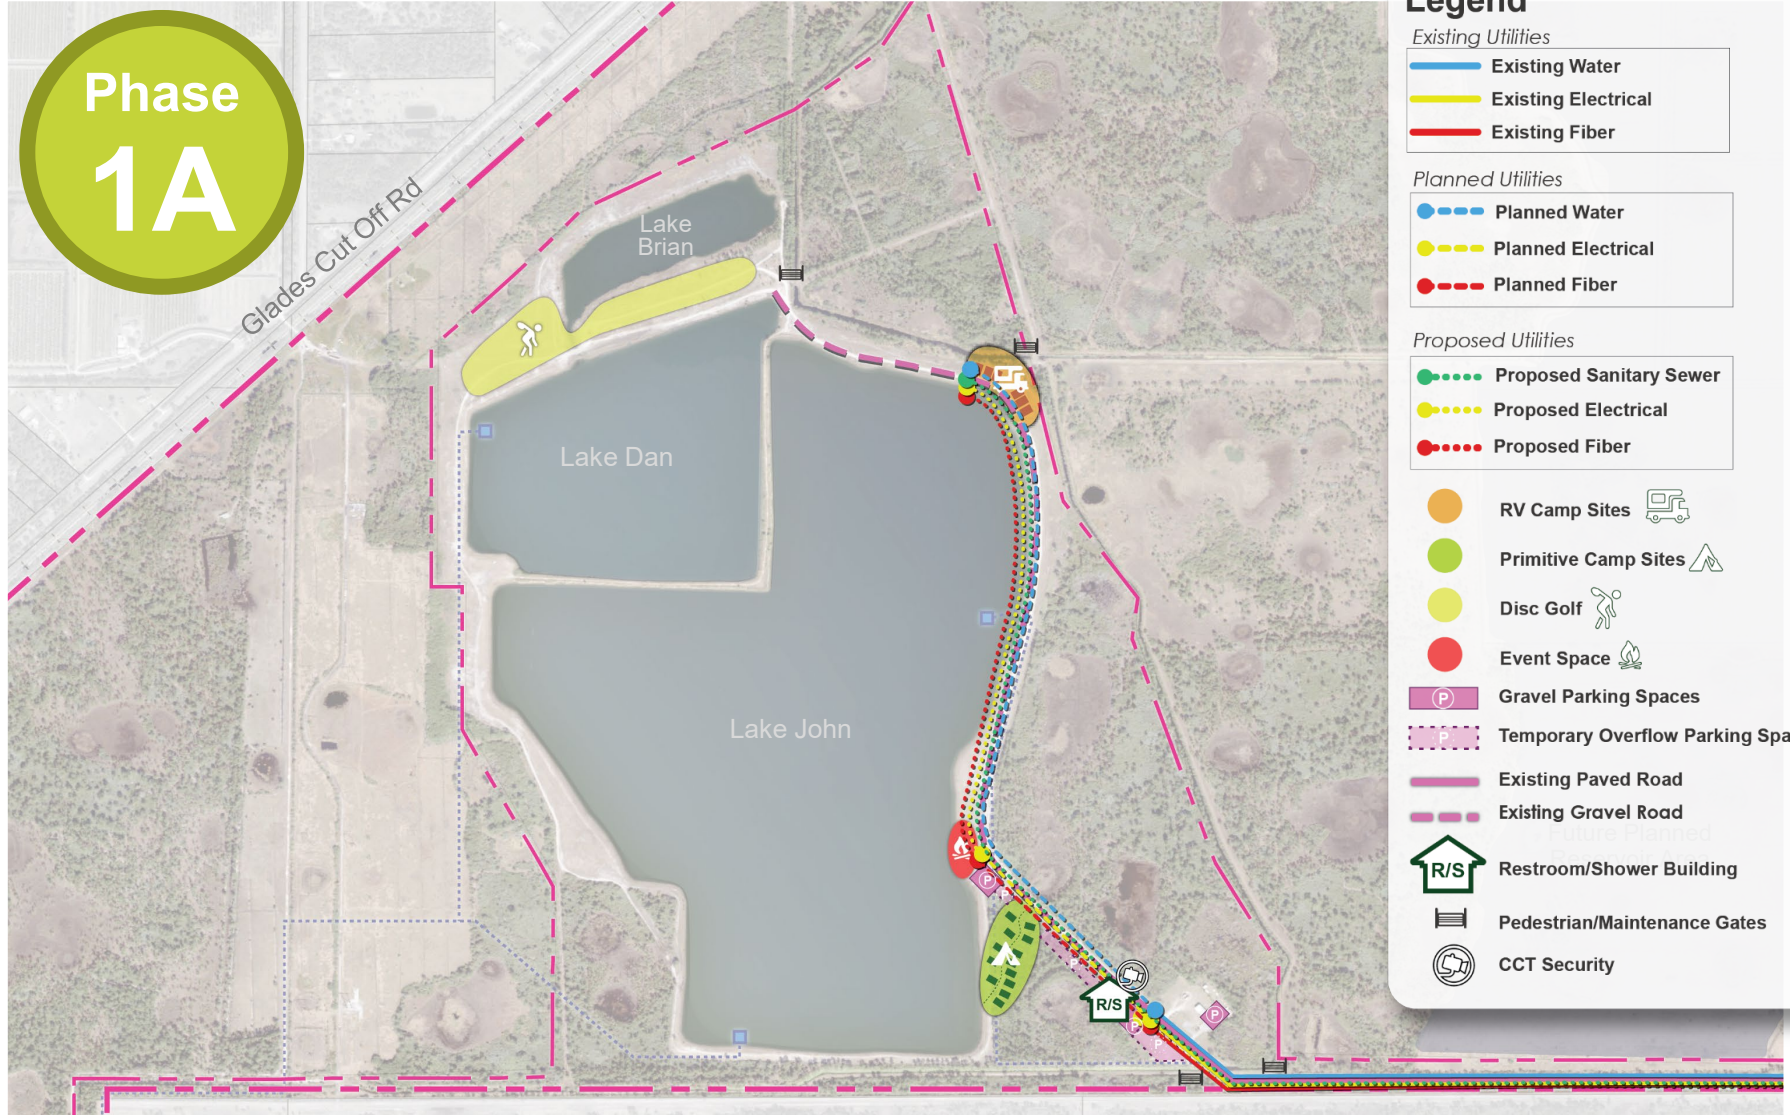 Phase
1A
Glades Cut Off Rd
Lake
Brian
Lake Dan
Lake John
R/S
P
P
P
P
P
P
Legend
Existing Utilities
Existing Water
Existing Electrical
Existing Fiber
Planned Utilities
Planned Water
Planned Electrical
Planned Fiber
Proposed Utilities
Proposed Sanitary Sewer
Proposed Electrical
Proposed Fiber
RV Camp Sites
Primitive Camp Sites
Disc Golf
Event Space
P Gravel Parking Spaces
P Temporary Overflow Parking Spa
Existing Paved Road
Existing Gravel Road
Future Planned
R/S Restroom/Shower Building
Pedestrian/Maintenance Gates
CCT Security